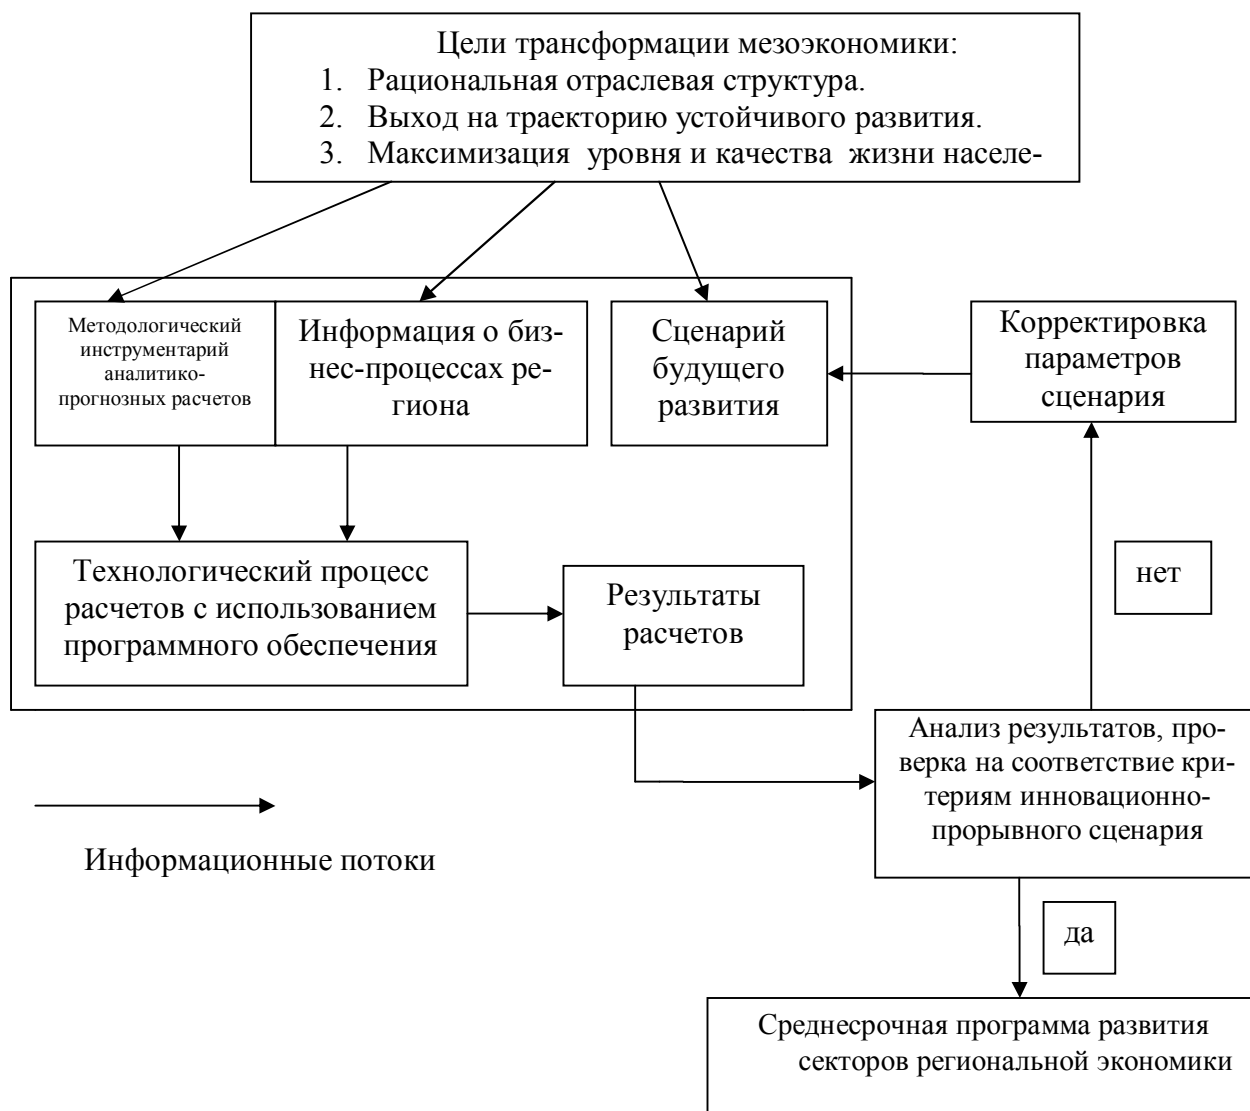 Цели трансформации мезоэкономики:
1. Рациональная отраслевая структура.
2. Выход на траекторию устойчивого развития.
3. Максимизация уровня и качества жизни населе-
Методологический
инструментарий
аналитико-
прогнозных расчетов
Информация о биз-
нес-процессах ре-
гиона
Сценарий
будущего
развития
Корректировка
параметров
сценария
Технологический процесс
расчетов с использованием
программного обеспечения
Результаты
расчетов
нет
Анализ результатов, про-
верка на соответствие кри-
териям инновационно-
прорывного сценария
Информационные потоки
да
Среднесрочная программа развития
секторов региональной экономики